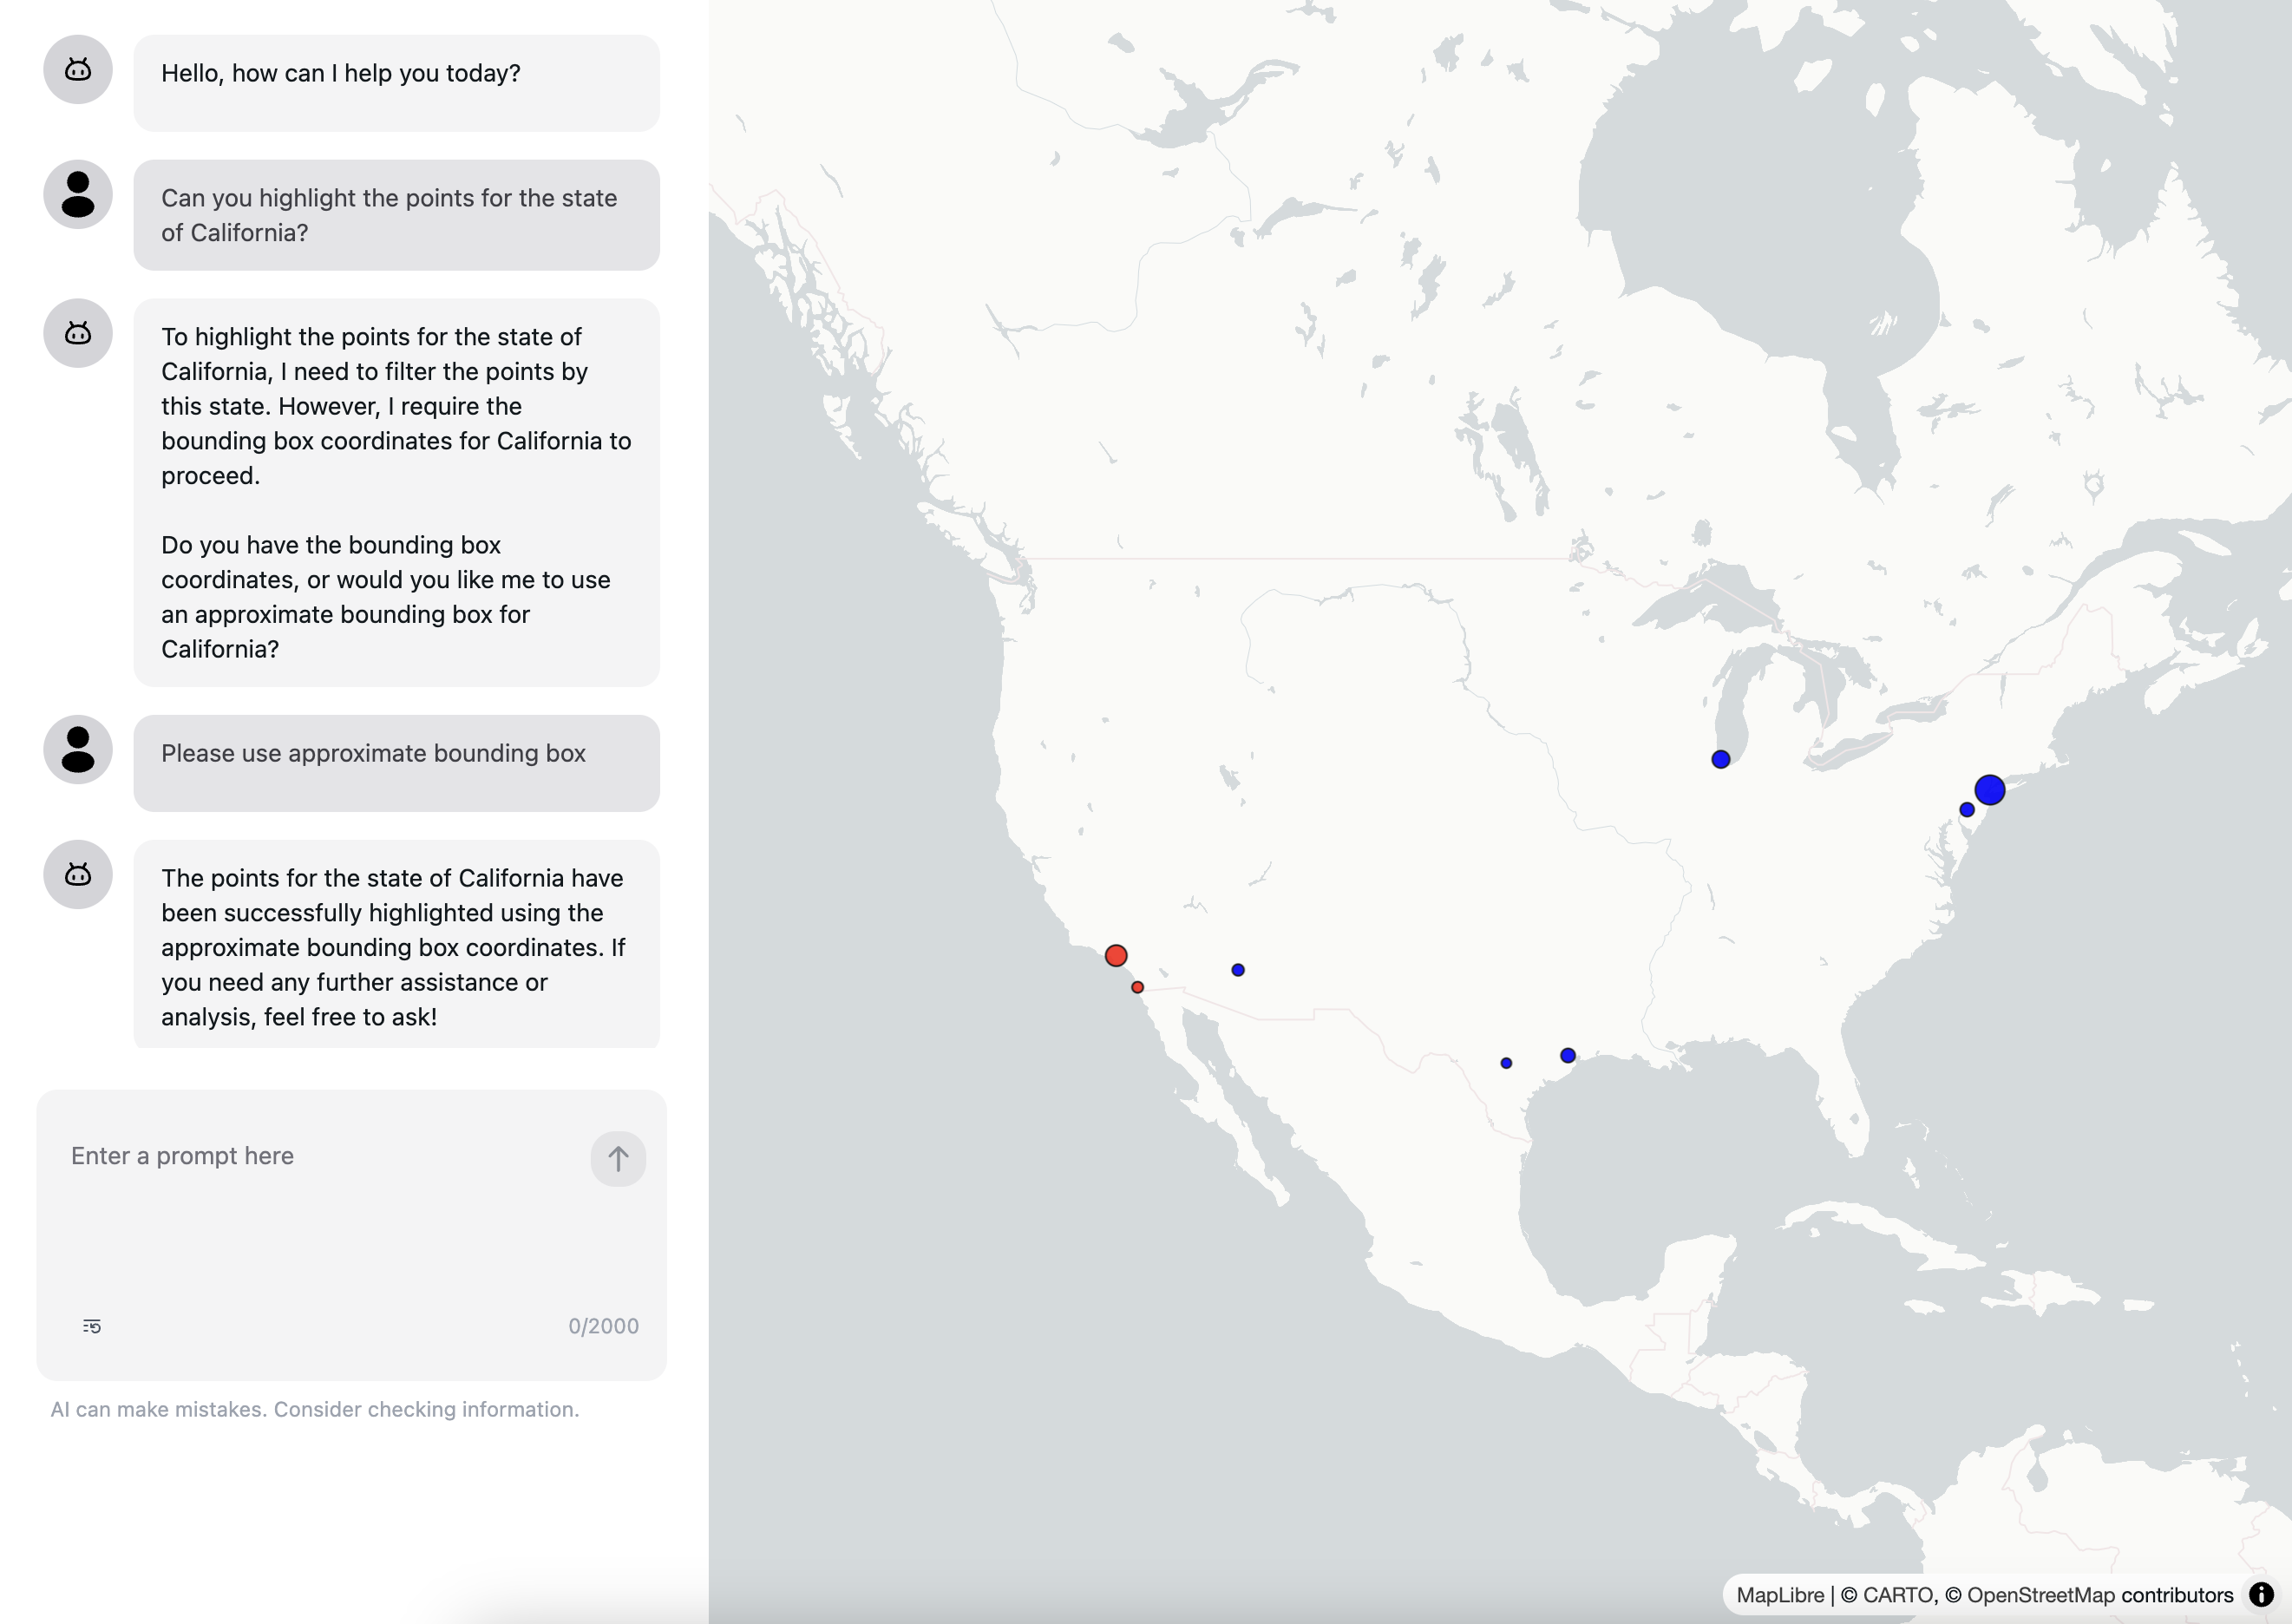 Hello, how can I help you today?
Can you highlight the points for the state
of California?
To highlight the points for the state of
California, I need to filter the points by
this state. However, I require the
bounding box coordinates for California to
proceed.
Do you have the bounding box
coordinates, or would you like me to use
an approximate bounding box for
California?
Please use approximate bounding box
The points for the state of California have
been successfully highlighted using the
approximate bounding box coordinates. If
you need any further assistance or
analysis, feel free to ask!
Enter a prompt here
0/2000
AI can make mistakes. Consider checking information.
MapLibre | © CARTO, © OpenStreetMap contributors